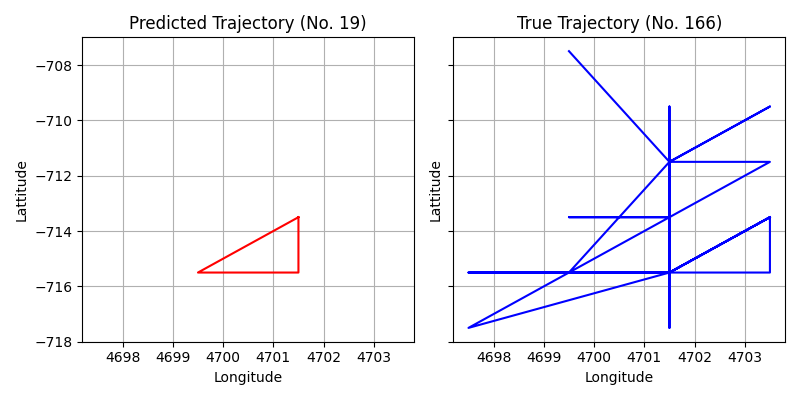 Predicted Trajectory (No. 19)
−708
−710
−712
−714
−716
−718
Lattitude
4698 4699 4700 4701 4702 4703
Longitude
True Trajectory (No. 166)
Lattitude
4698 4699 4700 4701 4702 4703
Longitude